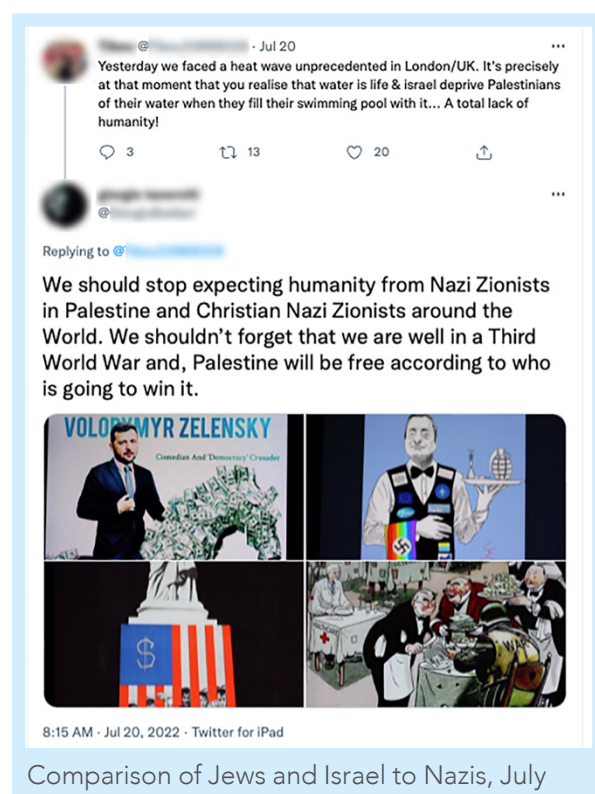 @ · Jul 20
Yesterday we faced a heat wave unprecedented in London/UK. It's precisely
at that moment that you realise that water is life & israel deprive Palestinians
of their water when they fill their swimming pool with it... A total lack of
humanity!
3 13 20
@
Replying to @
We should stop expecting humanity from Nazi Zionists
in Palestine and Christian Nazi Zionists around the
World. We shouldn't forget that we are well in a Third
World War and, Palestine will be free according to who
is going to win it.
VOLODYMYR ZELENSKY
Comedian And 'Democracy' Crusader
$
WAR
8:15 AM · Jul 20, 2022 · Twitter for iPad
Comparison of Jews and Israel to Nazis, July